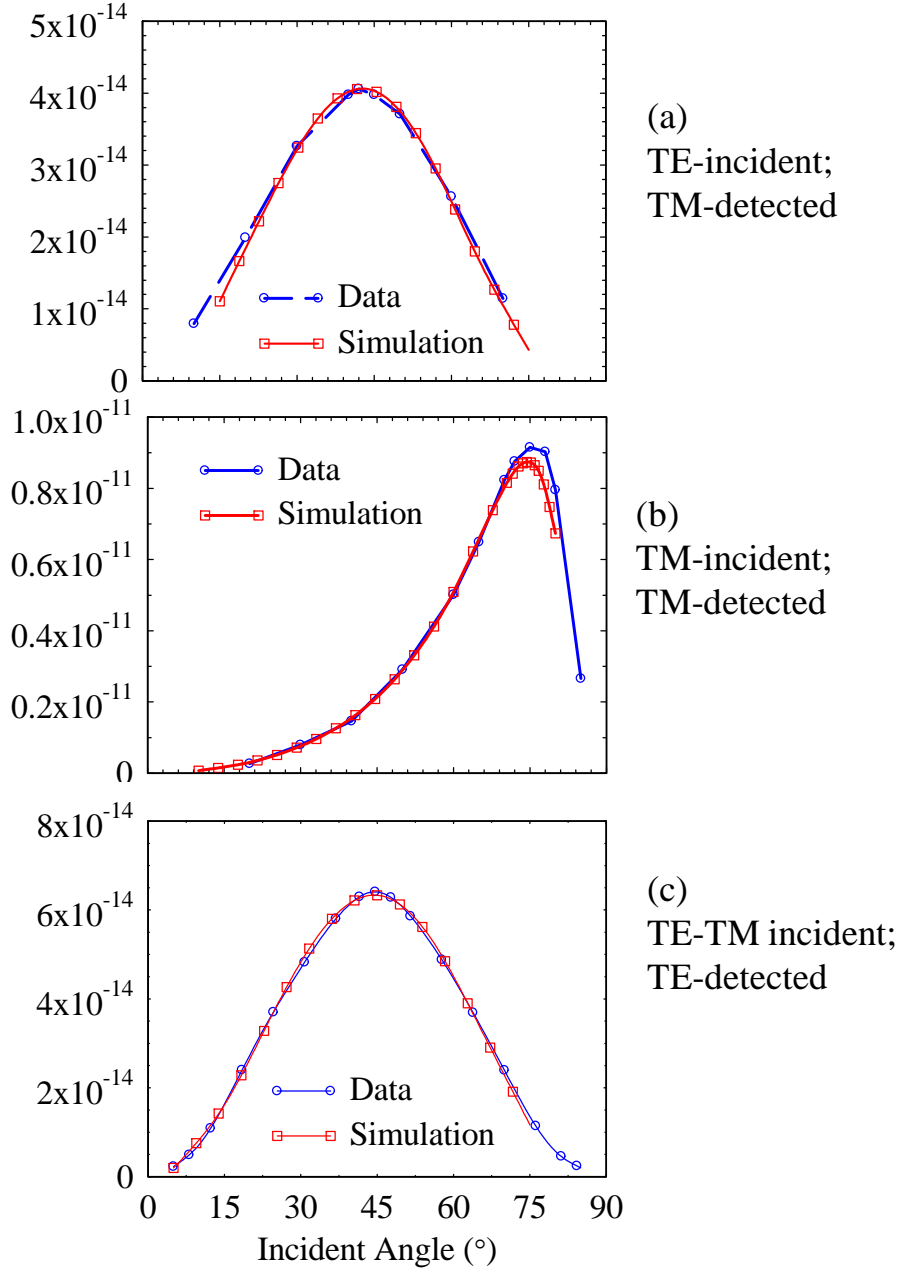 5x10⁻¹⁴
4x10⁻¹⁴
3x10⁻¹⁴
2x10⁻¹⁴
1x10⁻¹⁴
0
Data
Simulation
(a)
TE-incident;
TM-detected
1.0x10⁻¹¹
0.8x10⁻¹¹
0.6x10⁻¹¹
0.4x10⁻¹¹
0.2x10⁻¹¹
0
Data
Simulation
(b)
TM-incident;
TM-detected
8x10⁻¹⁴
6x10⁻¹⁴
4x10⁻¹⁴
2x10⁻¹⁴
0
Data
Simulation
(c)
TE-TM incident;
TE-detected
0 15 30 45 60 75 90
Incident Angle (°)